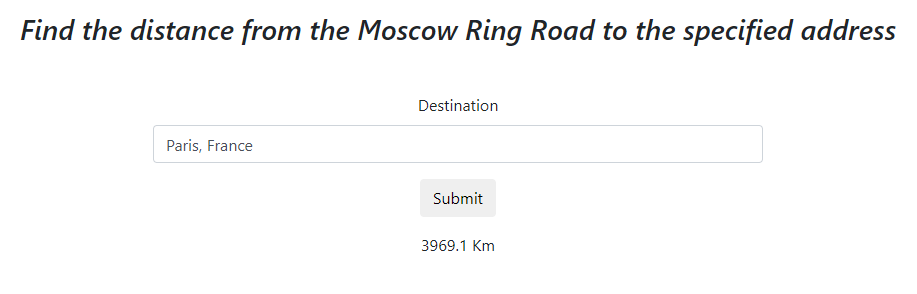 Find the distance from the Moscow Ring Road to the specified address
Destination
Paris, France
Submit
3969.1 Km